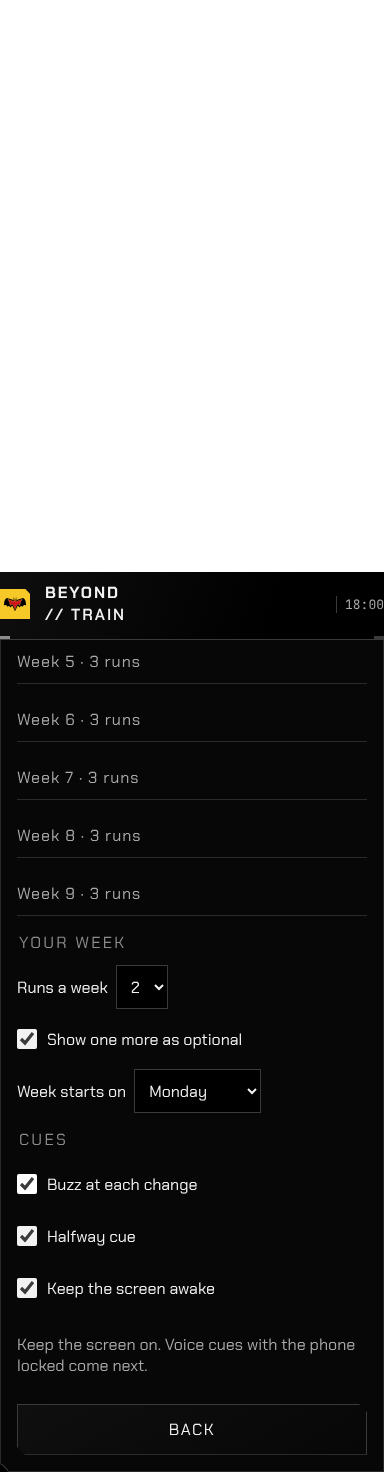 BEYOND
// TRAIN
18:00
Week 5 · 3 runs
Week 6 · 3 runs
Week 7 · 3 runs
Week 8 · 3 runs
Week 9 · 3 runs
YOUR WEEK
Runs a week 2
Show one more as optional
Week starts on Monday
CUES
Buzz at each change
Halfway cue
Keep the screen awake
Keep the screen on. Voice cues with the phone
locked come next.
BACK